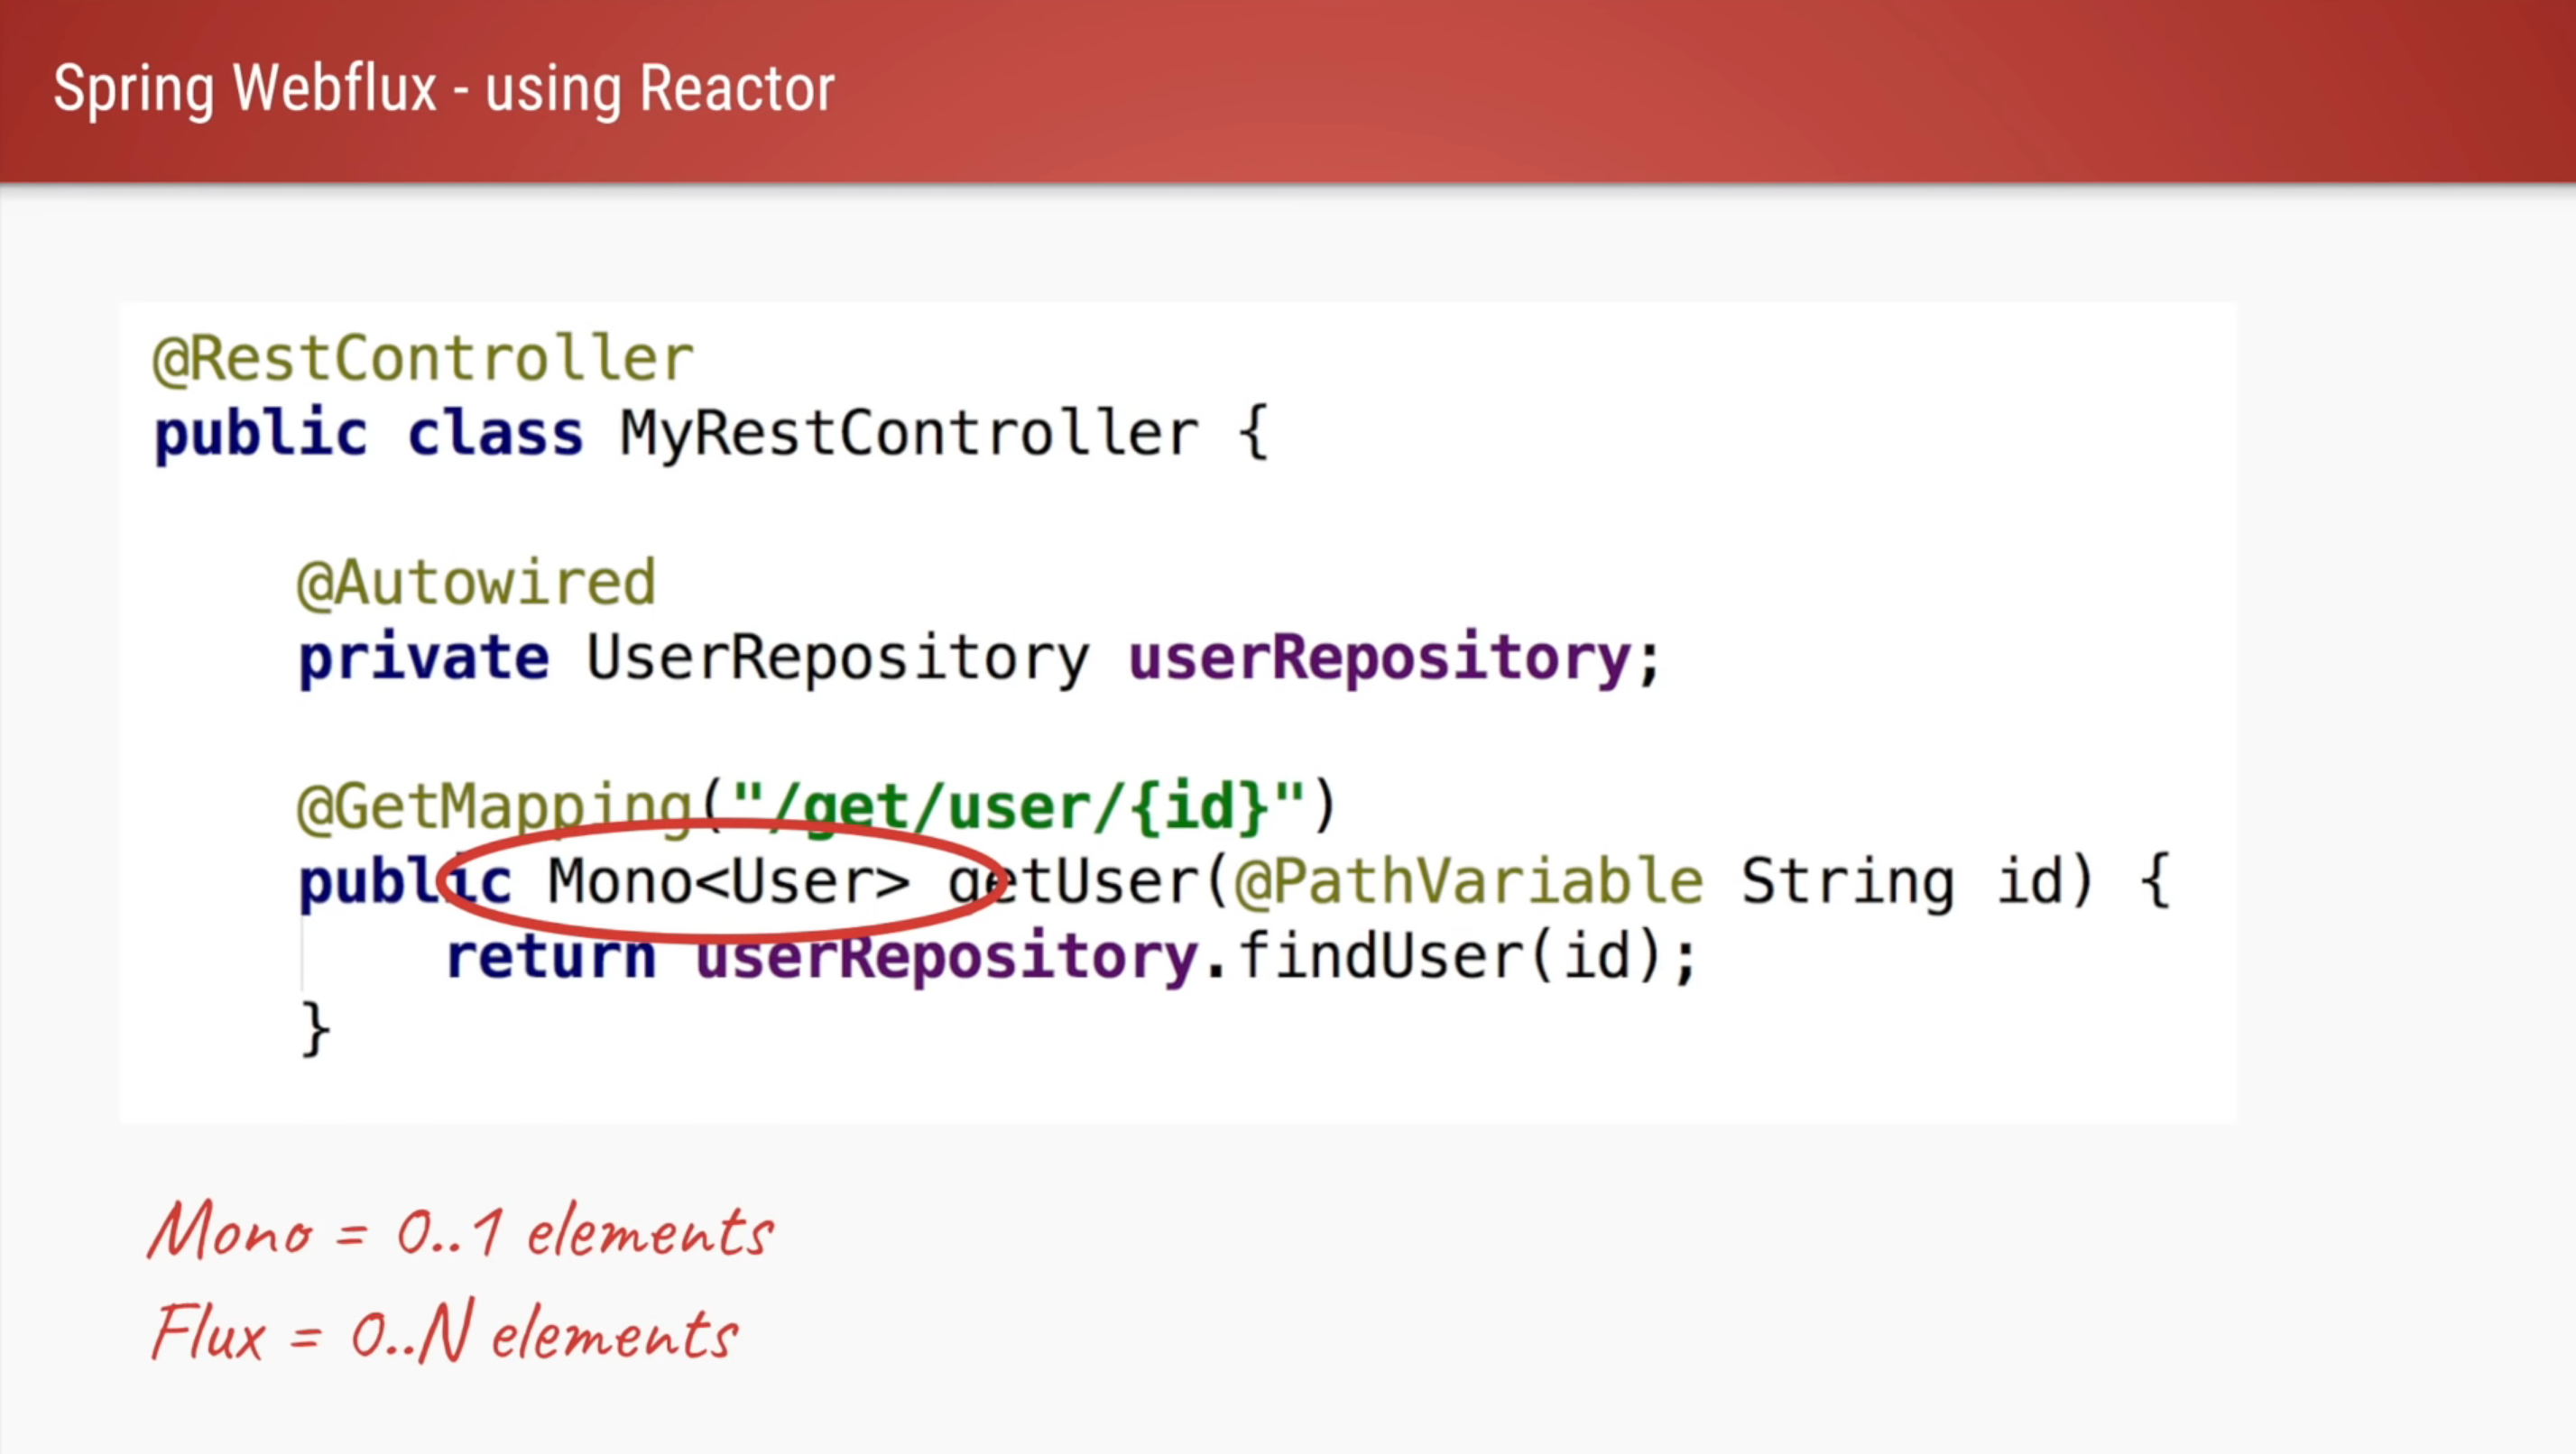 Spring Webflux - using Reactor
@RestController
public class MyRestController {
@Autowired
private UserRepository userRepository;
@GetMapping("/get/user/{id}")
public Mono<User> getUser(@PathVariable String id) {
return userRepository.findUser(id);
}
Mono = 0..1 elements
Flux = 0..N elements